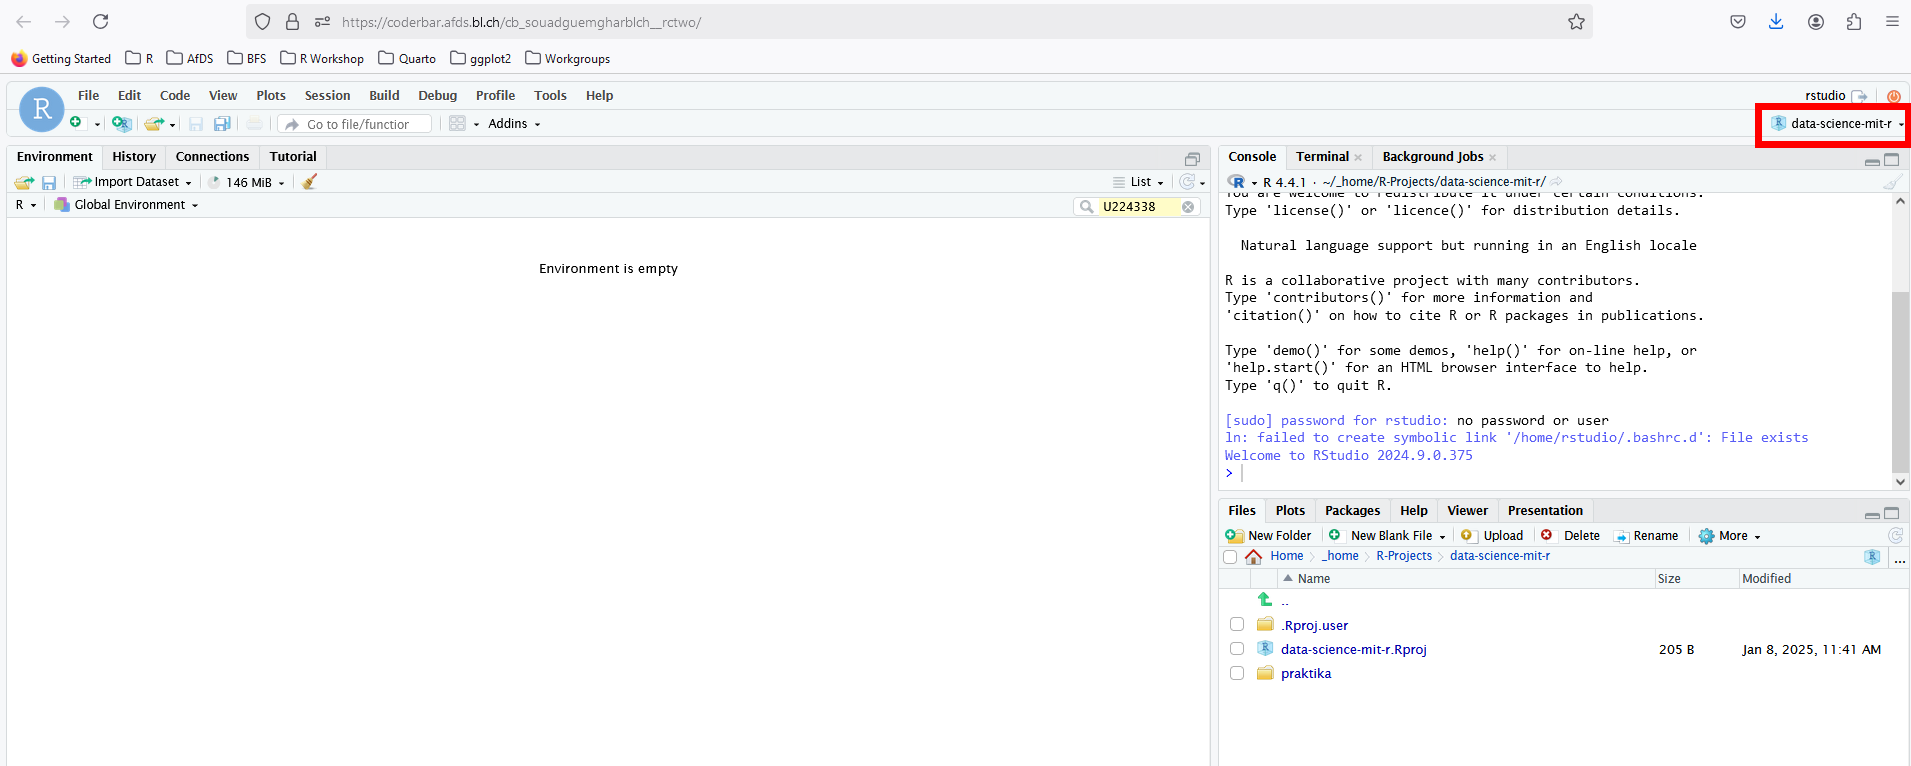 https://coderbar.afds.bl.ch/cb_souadguemgharblch__rctwo/
Getting Started R AfDS BFS R Workshop Quarto ggplot2 Workgroups
R File Edit Code View Plots Session Build Debug Profile Tools Help rstudio
Go to file/function Addins data-science-mit-r
Environment History Connections Tutorial
Import Dataset 146 MiB List
R Global Environment U224338
Environment is empty
Console Terminal Background Jobs
R 4.4.1 · ~/_home/R-Projects/data-science-mit-r/
You are welcome to redistribute it under certain conditions.
Type 'license()' or 'licence()' for distribution details.
Natural language support but running in an English locale
R is a collaborative project with many contributors.
Type 'contributors()' for more information and
'citation()' on how to cite R or R packages in publications.
Type 'demo()' for some demos, 'help()' for on-line help, or
'help.start()' for an HTML browser interface to help.
Type 'q()' to quit R.
[sudo] password for rstudio: no password or user
ln: failed to create symbolic link '/home/rstudio/.bashrc.d': File exists
Welcome to RStudio 2024.9.0.375
>
Files Plots Packages Help Viewer Presentation
New Folder New Blank File Upload Delete Rename More
Home _home R-Projects data-science-mit-r ...
Name Size Modified
..
.Rproj.user
data-science-mit-r.Rproj 205 B Jan 8, 2025, 11:41 AM
praktika